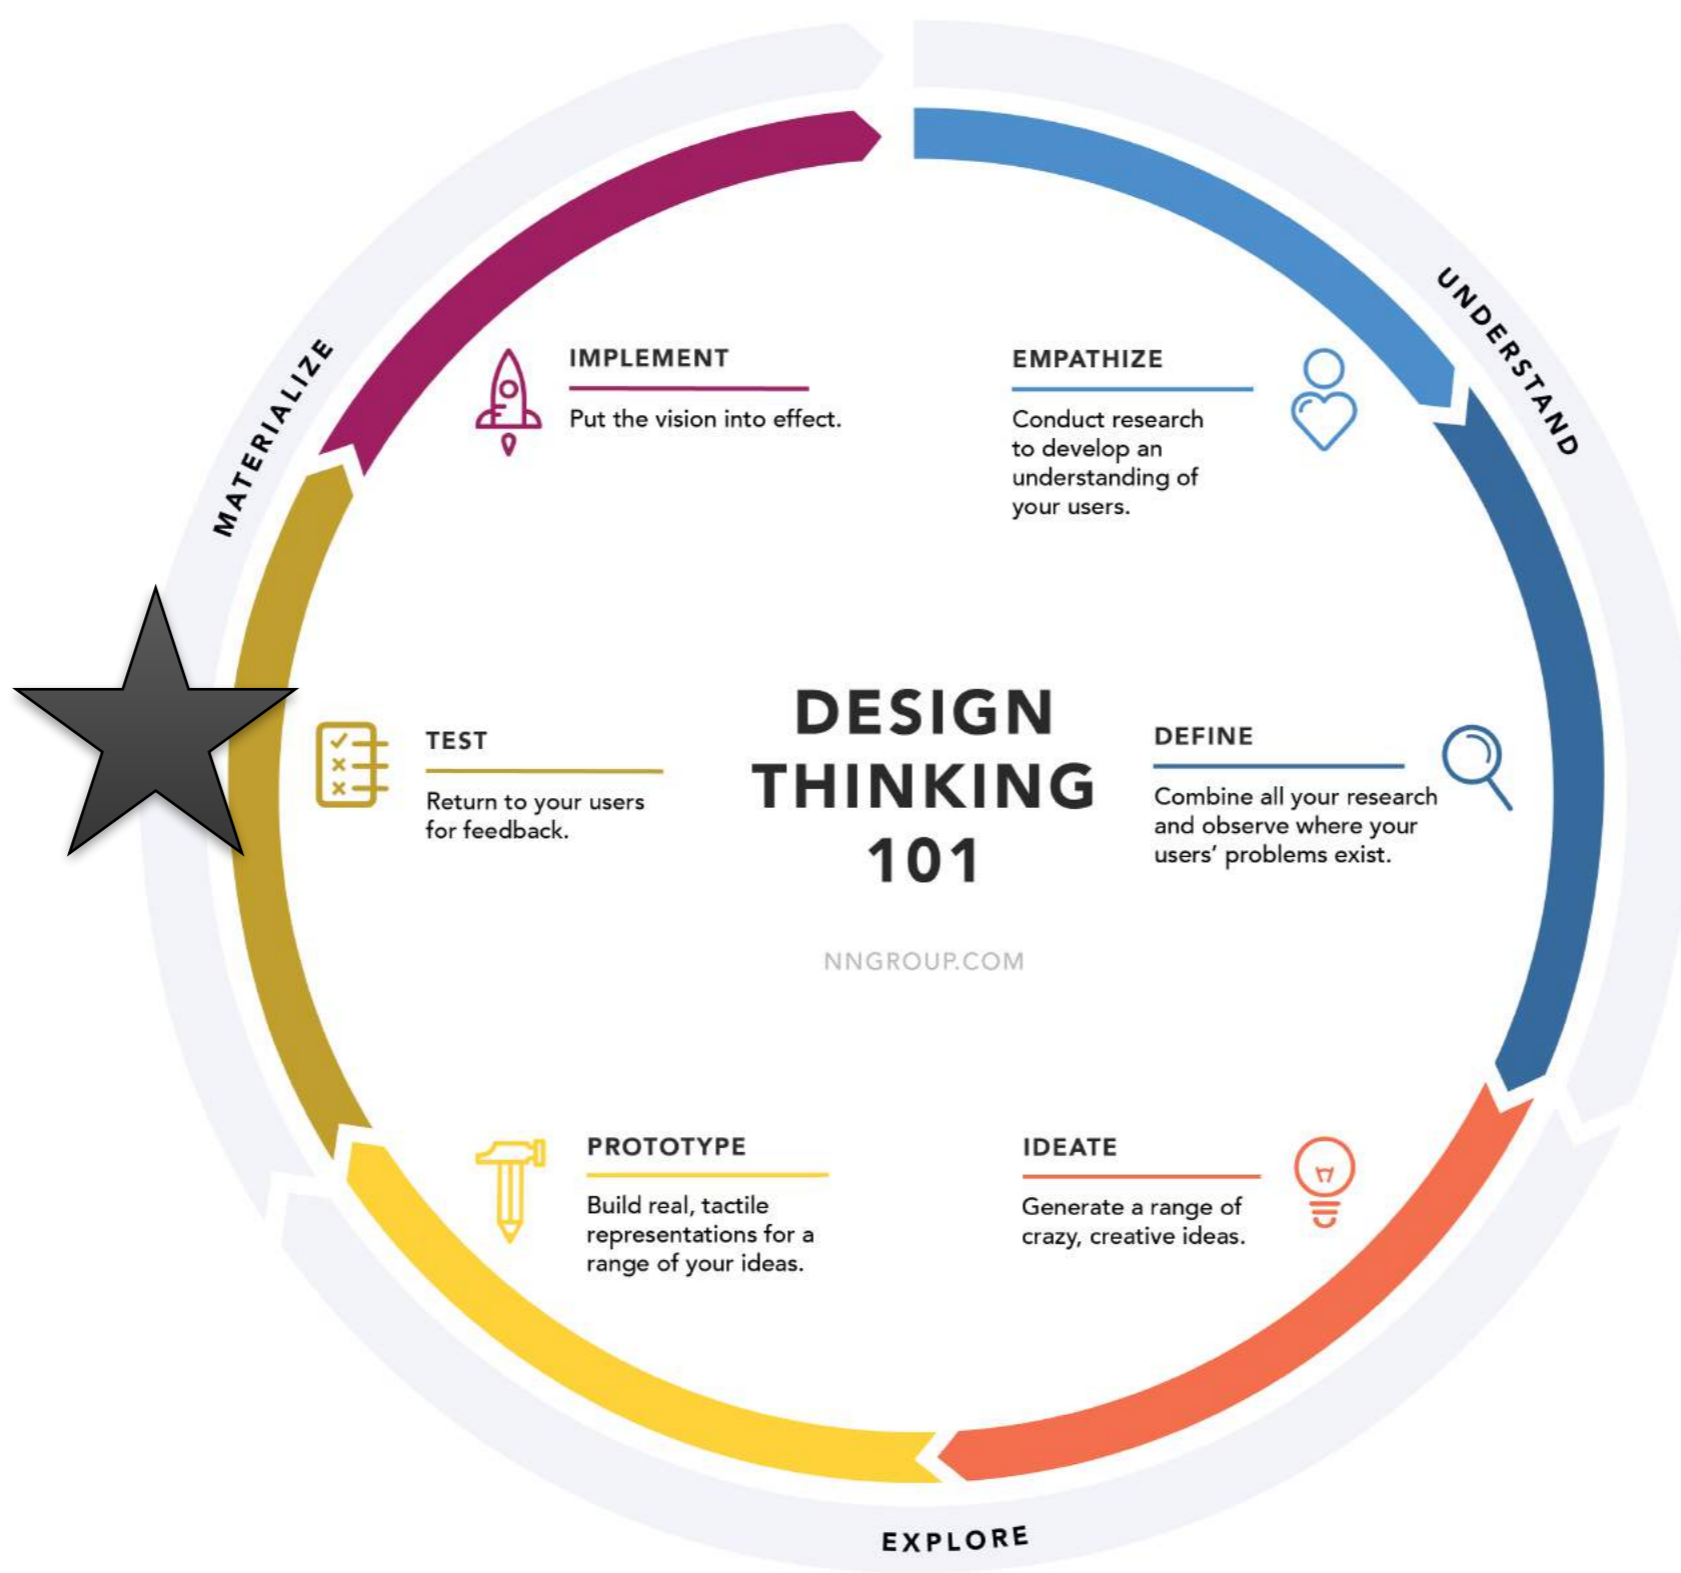 UNDERSTAND
EMPATHIZE
Conduct research
to develop an
understanding of
your users.
DEFINE
Combine all your research
and observe where your
users' problems exist.
EXPLORE
IDEATE
Generate a range of
crazy, creative ideas.
PROTOTYPE
Build real, tactile
representations for a
range of your ideas.
MATERIALIZE
TEST
Return to your users
for feedback.
IMPLEMENT
Put the vision into effect.
DESIGN
THINKING
101
NNGROUP.COM